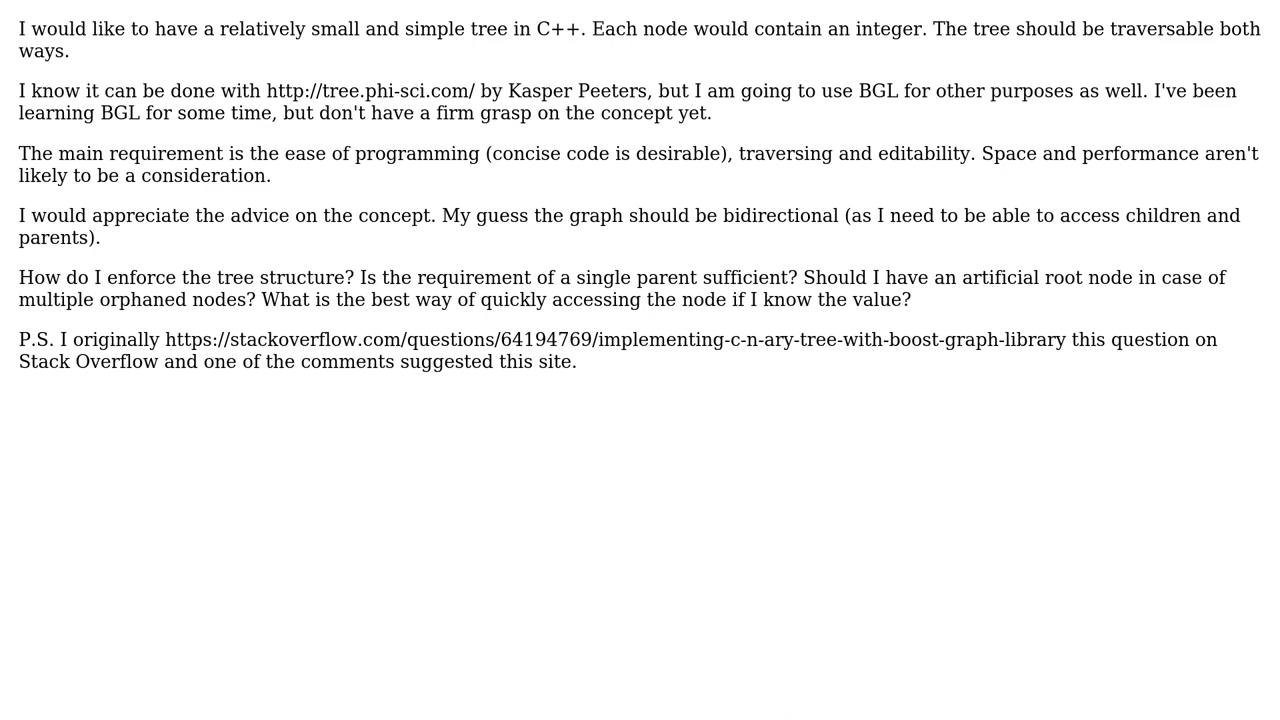 I would like to have a relatively small and simple tree in C++. Each node would contain an integer. The tree should be traversable both
ways.
I know it can be done with http://tree.phi-sci.com/ by Kasper Peeters, but I am going to use BGL for other purposes as well. I've been
learning BGL for some time, but don't have a firm grasp on the concept yet.
The main requirement is the ease of programming (concise code is desirable), traversing and editability. Space and performance aren't
likely to be a consideration.
I would appreciate the advice on the concept. My guess the graph should be bidirectional (as I need to be able to access children and
parents).
How do I enforce the tree structure? Is the requirement of a single parent sufficient? Should I have an artificial root node in case of
multiple orphaned nodes? What is the best way of quickly accessing the node if I know the value?
P.S. I originally https://stackoverflow.com/questions/64194769/implementing-c-n-ary-tree-with-boost-graph-library this question on
Stack Overflow and one of the comments suggested this site.